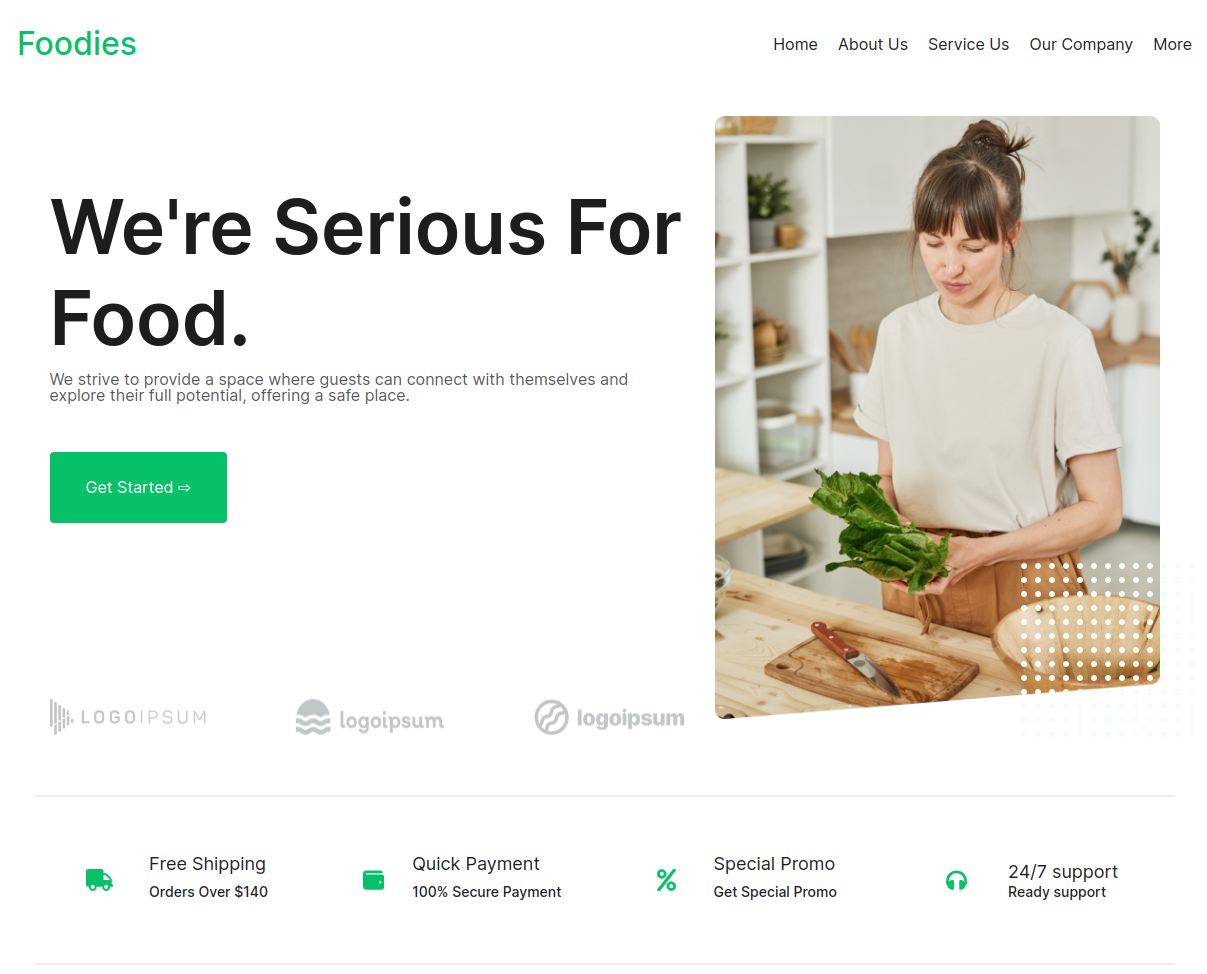 Foodies
Home About Us Service Us Our Company More
We're Serious For
Food.
We strive to provide a space where guests can connect with themselves and
explore their full potential, offering a safe place.
Get Started ⇨
LOGOIPSUM
logoipsum
logoipsum
Free Shipping
Orders Over $140
Quick Payment
100% Secure Payment
Special Promo
Get Special Promo
24/7 support
Ready support